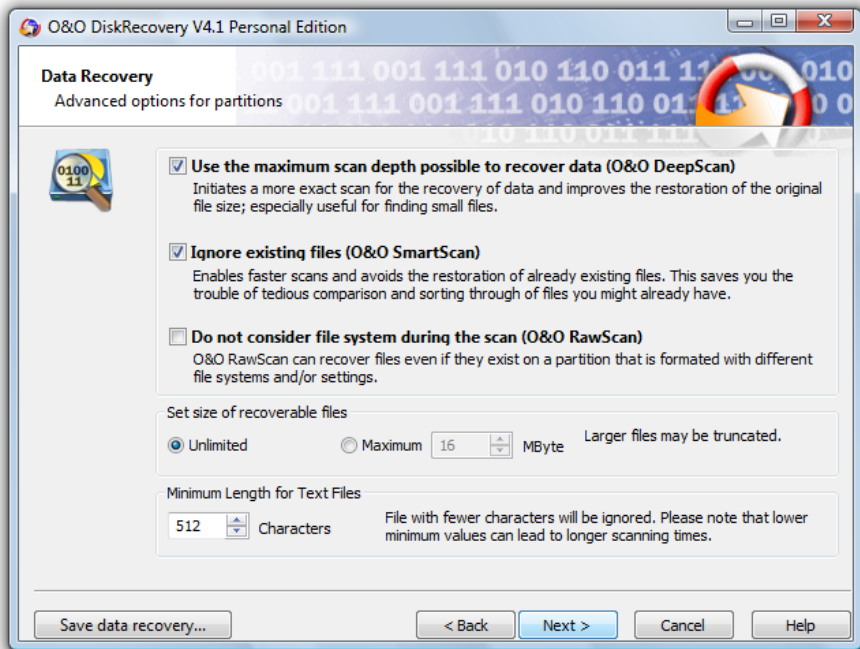 O&O DiskRecovery V4.1 Personal Edition
Data Recovery
Advanced options for partitions
001 111 001 111 010 110 011 11 010
001 111 001 111 010 110 01
010 110 011 111
0100
11
Use the maximum scan depth possible to recover data (O&O DeepScan)
Initiates a more exact scan for the recovery of data and improves the restoration of the original
file size; especially useful for finding small files.
Ignore existing files (O&O SmartScan)
Enables faster scans and avoids the restoration of already existing files. This saves you the
trouble of tedious comparison and sorting through of files you might already have.
Do not consider file system during the scan (O&O RawScan)
O&O RawScan can recover files even if they exist on a partition that is formated with different
file systems and/or settings.
Set size of recoverable files
Unlimited Maximum 16 MByte Larger files may be truncated.
Minimum Length for Text Files
512 Characters File with fewer characters will be ignored. Please note that lower
minimum values can lead to longer scanning times.
Save data recovery... < Back Next > Cancel Help